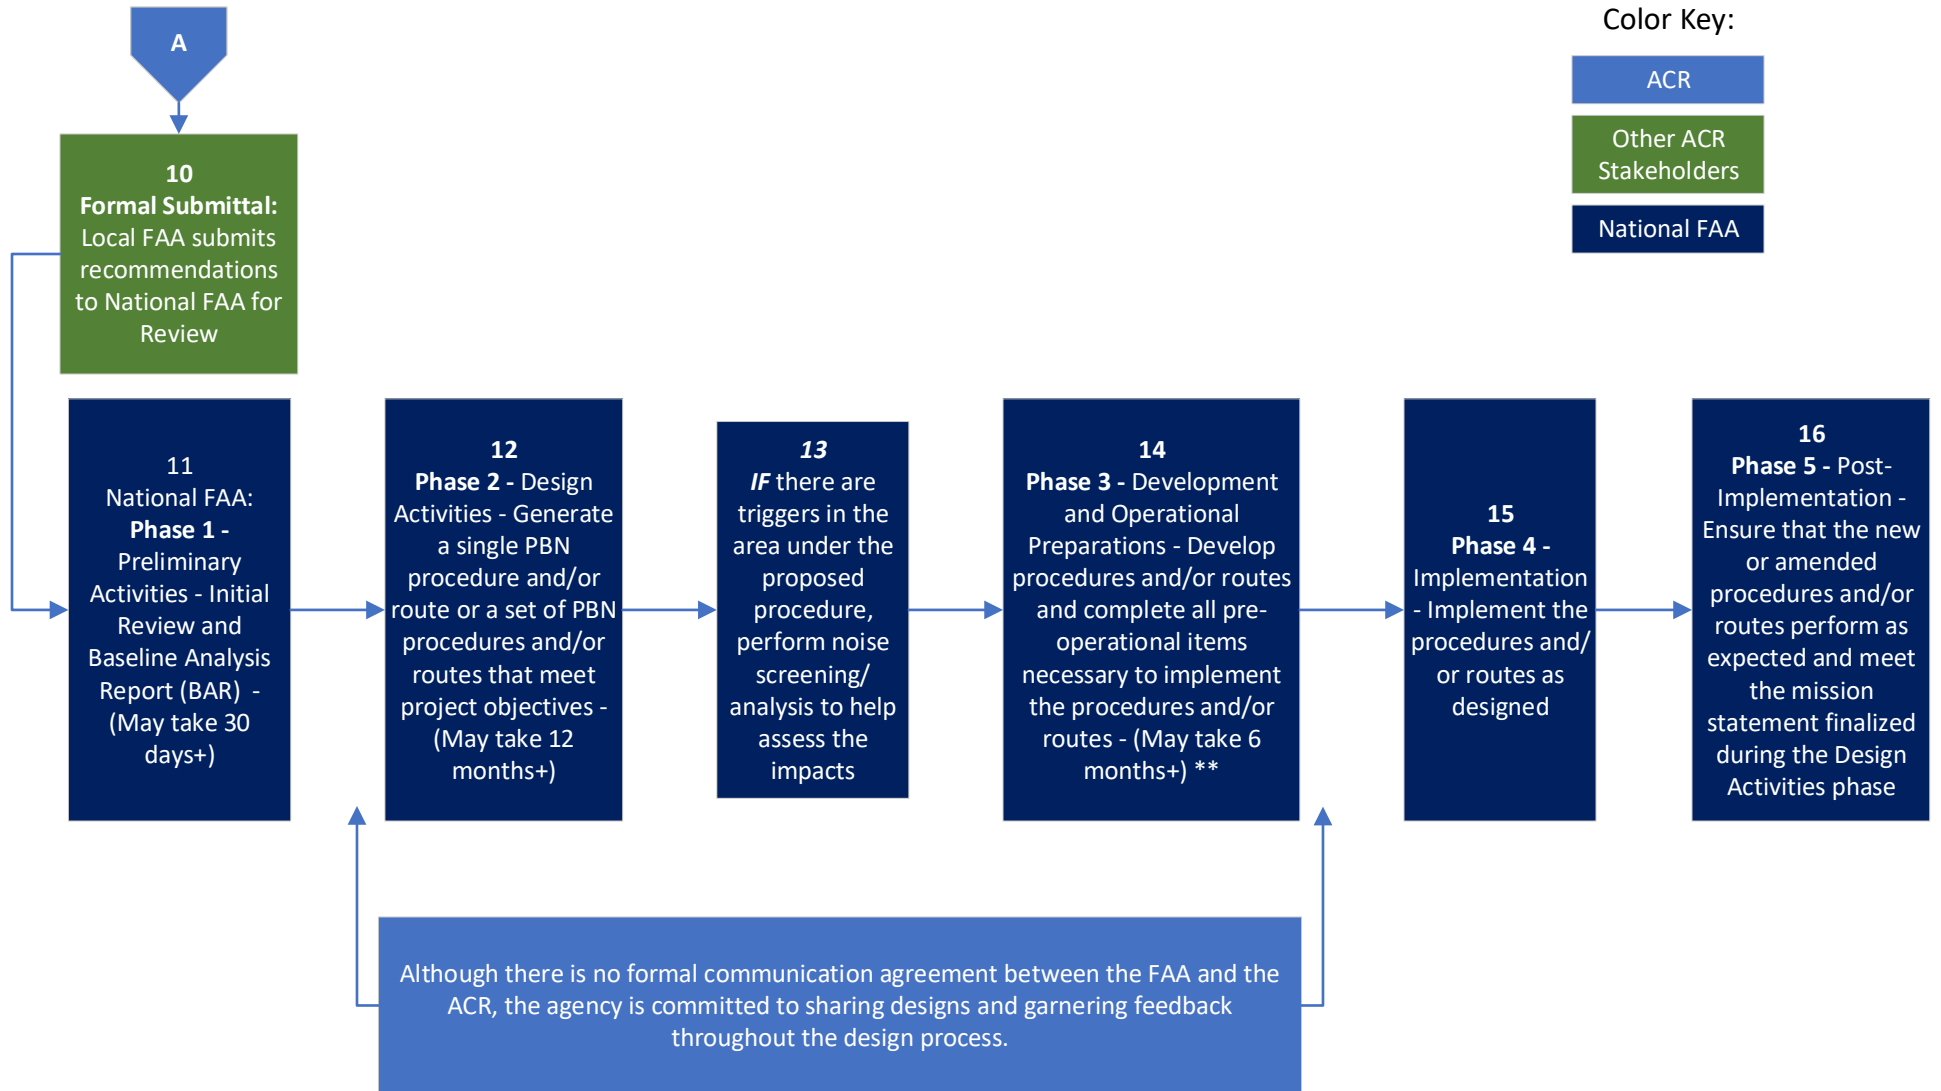 A
Color Key:
ACR
Other ACR
Stakeholders
National FAA
10
Formal Submittal:
Local FAA submits
recommendations
to National FAA for
Review
11
National FAA:
Phase 1 -
Preliminary
Activities - Initial
Review and
Baseline Analysis
Report (BAR) -
(May take 30
days+)
12
Phase 2 - Design
Activities - Generate
a single PBN
procedure and/or
route or a set of PBN
procedures and/or
routes that meet
project objectives -
(May take 12
months+)
13
IF there are
triggers in the
area under the
proposed
procedure,
perform noise
screening/
analysis to help
assess the
impacts
14
Phase 3 - Development
and Operational
Preparations - Develop
procedures and/or routes
and complete all pre-
operational items
necessary to implement
the procedures and/or
routes - (May take 6
months+) **
15
Phase 4 -
Implementation
- Implement the
procedures and/
or routes as
designed
16
Phase 5 - Post-
Implementation -
Ensure that the new
or amended
procedures and/or
routes perform as
expected and meet
the mission
statement finalized
during the Design
Activities phase
Although there is no formal communication agreement between the FAA and the
ACR, the agency is committed to sharing designs and garnering feedback
throughout the design process.